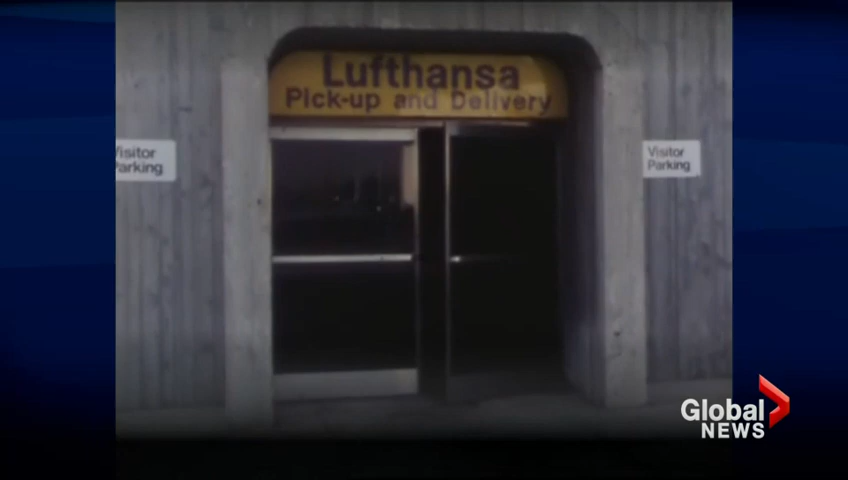 Lufthansa
Pick-up and Delivery
Visitor
Parking
Visitor
Parking
Global
NEWS